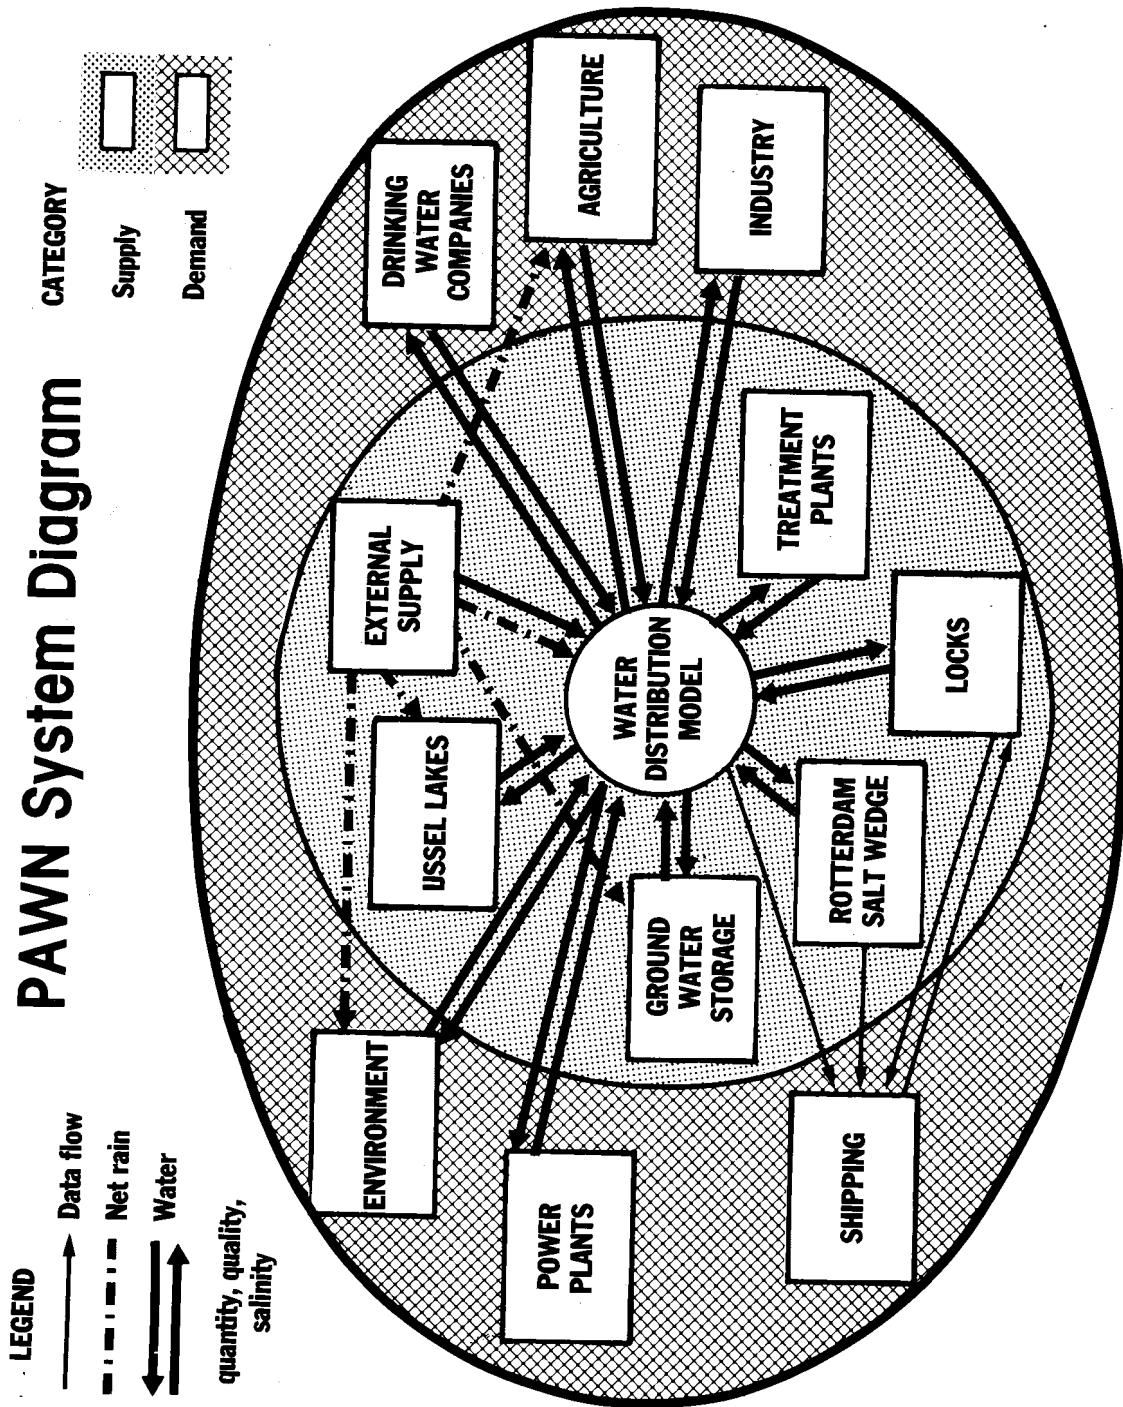 PAWN System Diagram
LEGEND
Data flow
Net rain
Water
quantity, quality,
salinity
CATEGORY
Supply
Demand
ENVIRONMENT
POWER
PLANTS
SHIPPING
IJSSEL LAKES
EXTERNAL
SUPPLY
GROUND
WATER
STORAGE
WATER
DISTRIBUTION
MODEL
ROTTERDAM
SALT WEDGE
LOCKS
TREATMENT
PLANTS
DRINKING
WATER
COMPANIES
AGRICULTURE
INDUSTRY